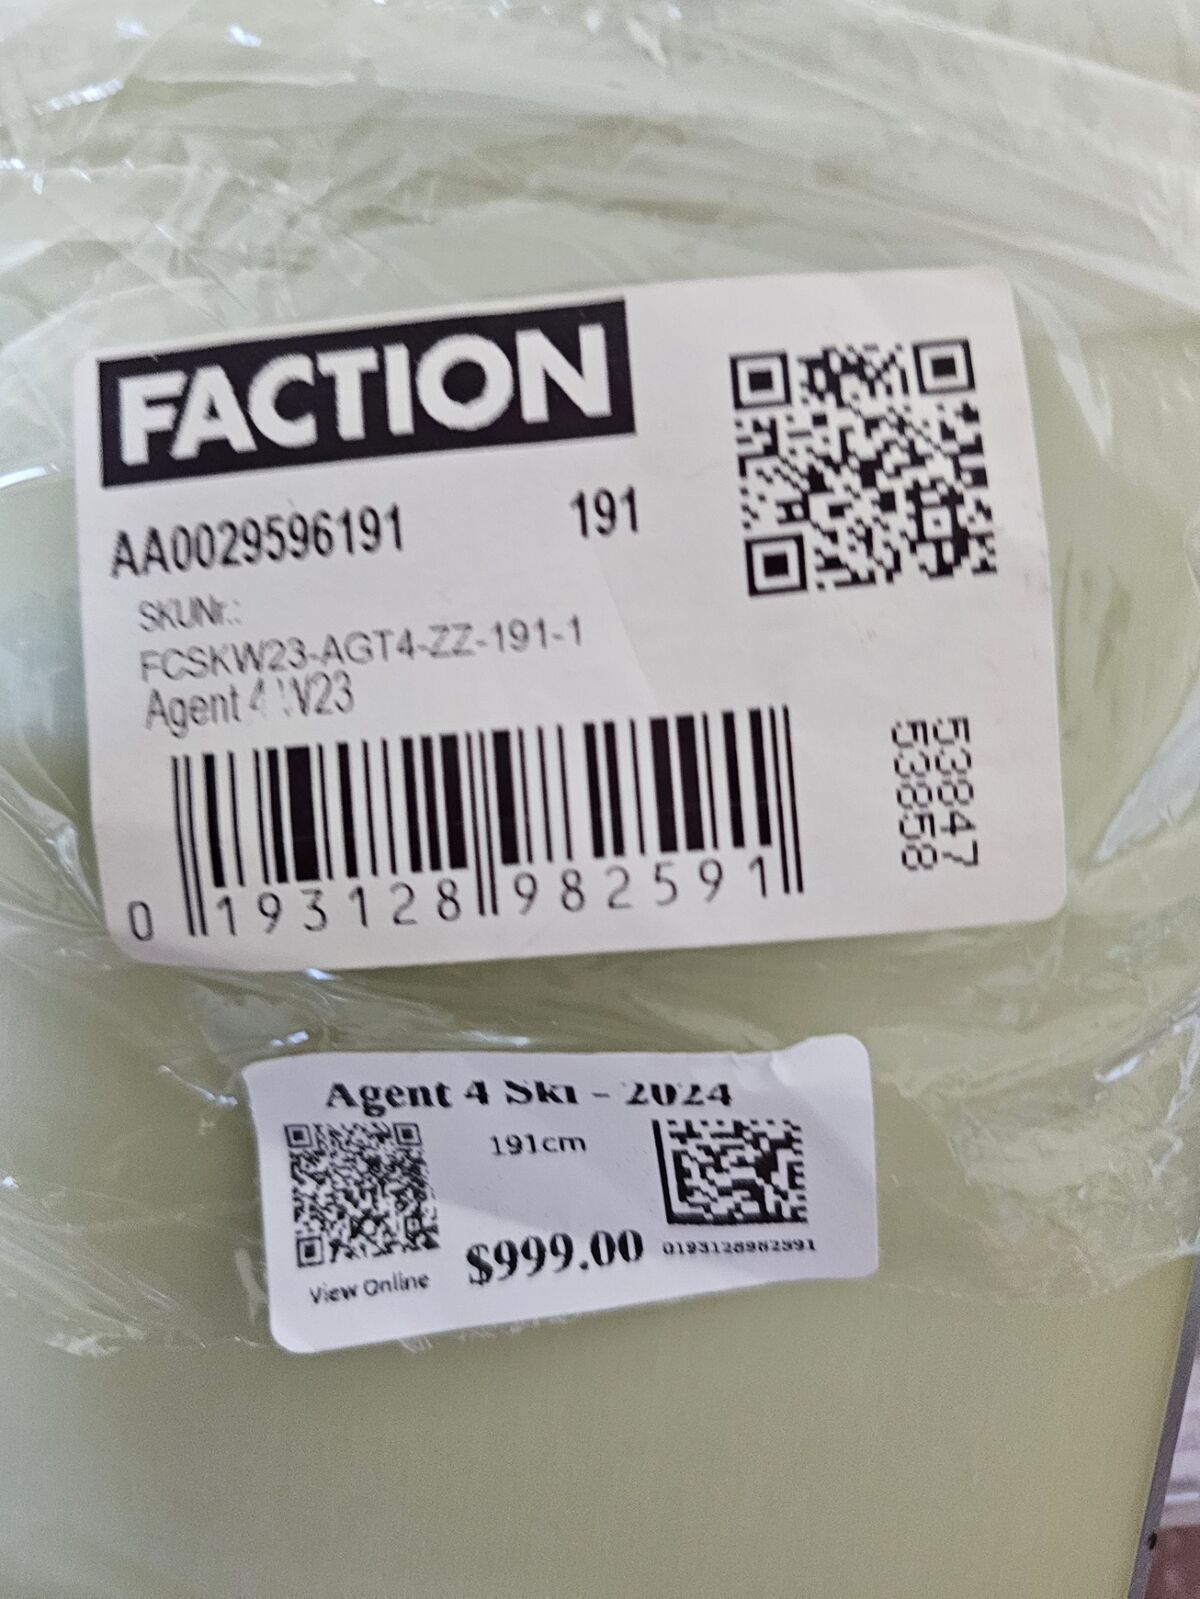 FACTION
AA0029596191 191
SKUNr.:
FCSKW23-AGT4-ZZ-191-1
Agent 4 W23
53847
53858
0 193128 982591
Agent 4 Ski - 2024
191cm
$999.00
0193128982591
View Online